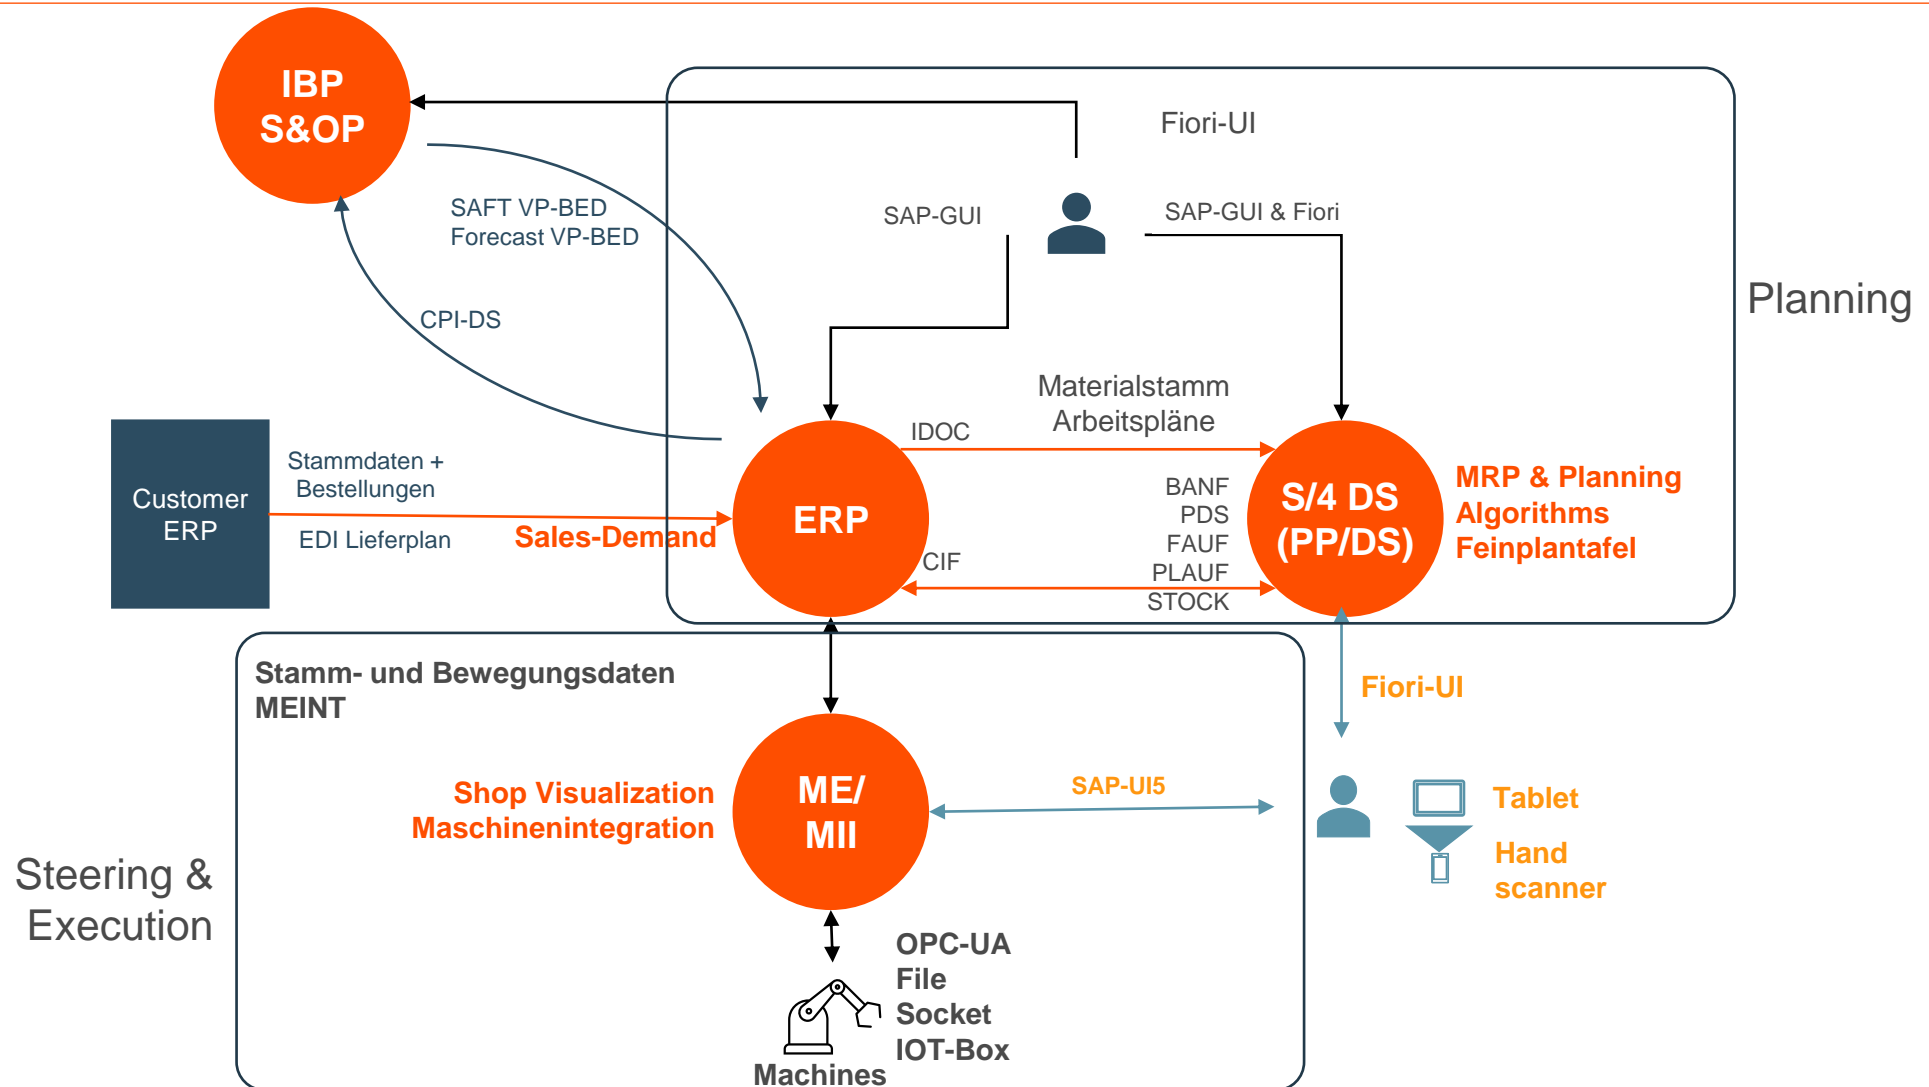 IBP
S&OP
Fiori-UI
SAP-GUI
SAP-GUI & Fiori
SAFT VP-BED
Forecast VP-BED
CPI-DS
Planning
Materialstamm
Arbeitspläne
IDOC
Customer
ERP
Stammdaten +
Bestellungen
EDI Lieferplan
Sales-Demand
ERP
CIF
BANF
PDS
FAUF
PLAUF
STOCK
S/4 DS
(PP/DS)
MRP & Planning
Algorithms
Feinplantafel
Stamm- und Bewegungsdaten
MEINT
Fiori-UI
Shop Visualization
Maschinenintegration
ME/
MII
SAP-UI5
Tablet
Hand
scanner
Steering &
Execution
OPC-UA
File
Socket
IOT-Box
Machines